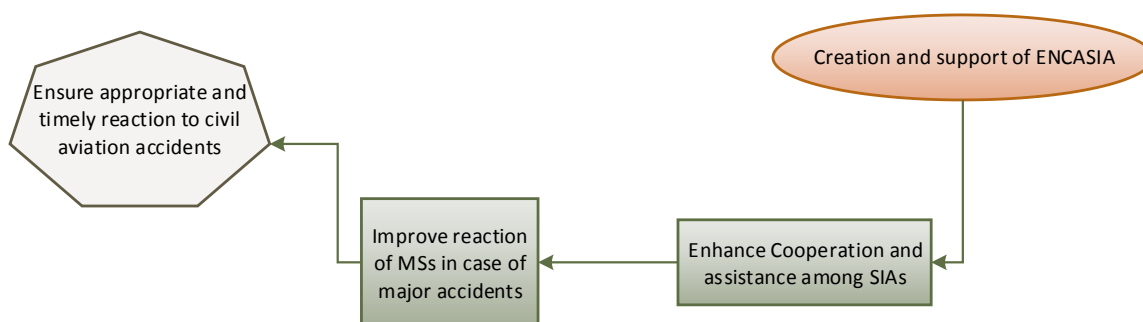 Creation and support of ENCASIA
Ensure appropriate and
timely reaction to civil
aviation accidents
Improve reaction
of MSs in case of
major accidents
Enhance Cooperation and
assistance among SIAs